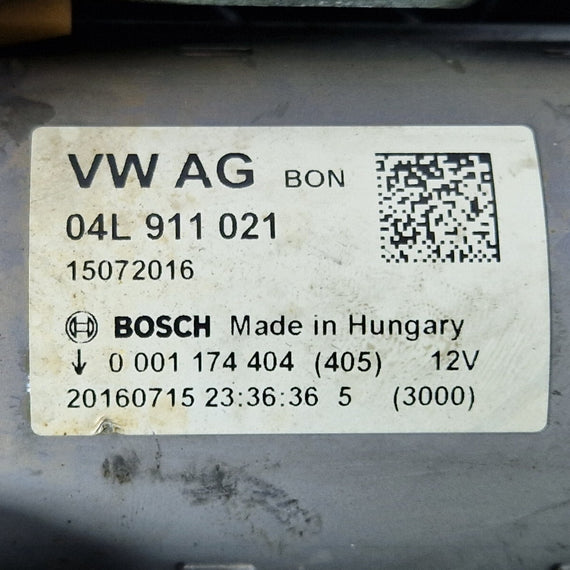 VW AG BON
04L 911 021
15072016
BOSCH Made in Hungary
↓ 0 001 174 404 (405) 12V
20160715 23:36:36 5 (3000)